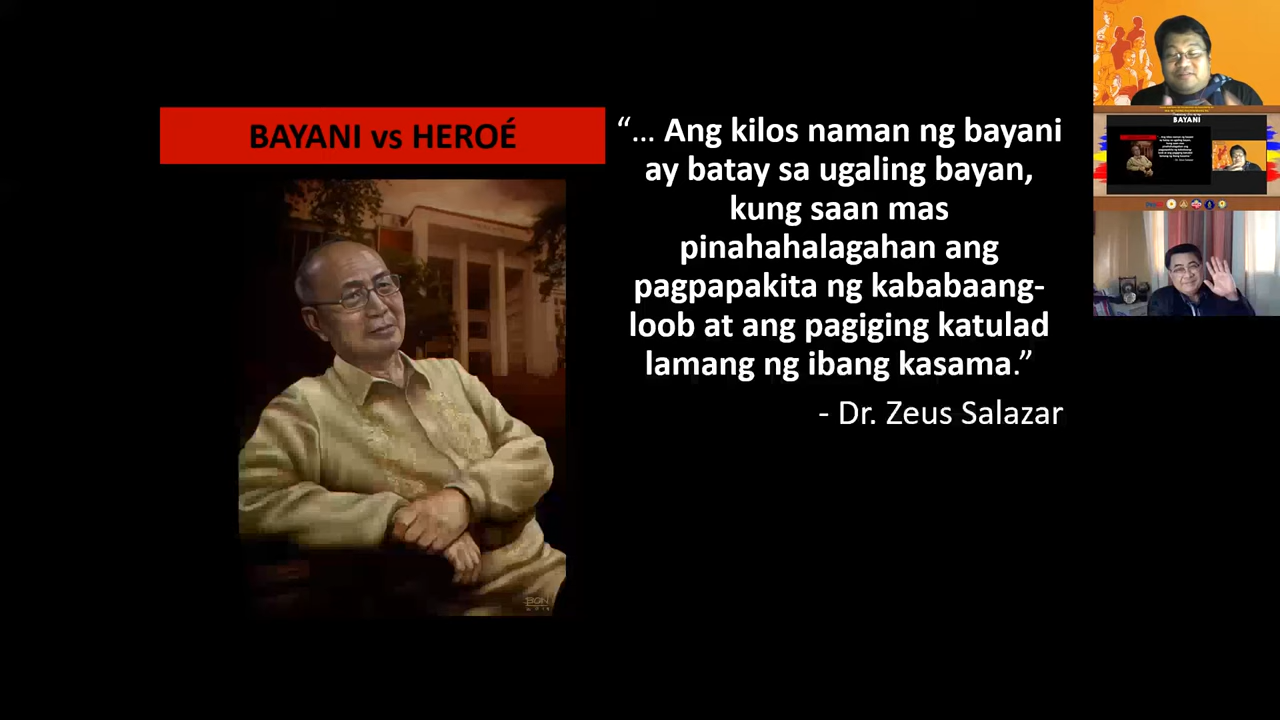 BAYANI vs HEROÉ
“... Ang kilos naman ng bayani
ay batay sa ugaling bayan,
kung saan mas
pinahahalagahan ang
pagpapakita ng kababaang-
loob at ang pagiging katulad
lamang ng ibang kasama.”
- Dr. Zeus Salazar
BAYANI